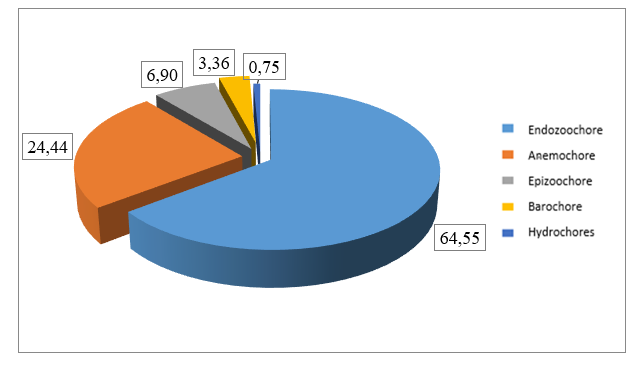 3,36
0,75
6,90
24,44
64,55
Endozoochore
Anemochore
Epizoochore
Barochore
Hydrochores